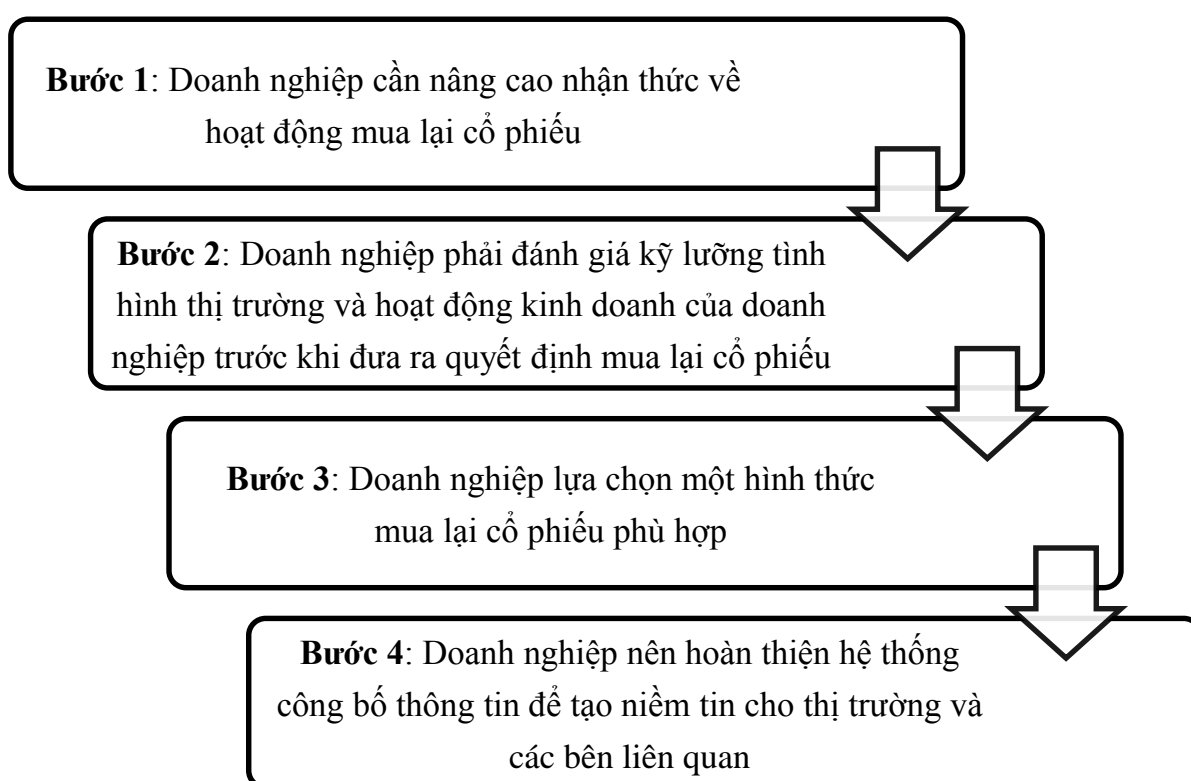 Bước 1: Doanh nghiệp cần nâng cao nhận thức về
hoạt động mua lại cổ phiếu
Bước 2: Doanh nghiệp phải đánh giá kỹ lưỡng tình
hình thị trường và hoạt động kinh doanh của doanh
nghiệp trước khi đưa ra quyết định mua lại cổ phiếu
Bước 3: Doanh nghiệp lựa chọn một hình thức
mua lại cổ phiếu phù hợp
Bước 4: Doanh nghiệp nên hoàn thiện hệ thống
công bố thông tin để tạo niềm tin cho thị trường và
các bên liên quan